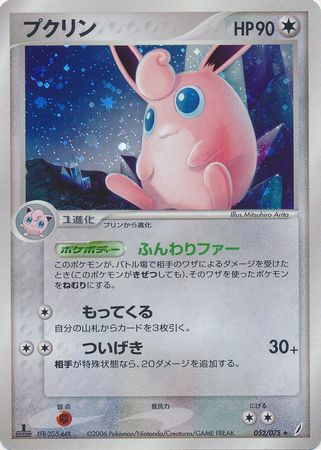 プクリン HP90
Illus. Mitsuhiro Arita
1進化 プリンから進化
ポケボディー ふんわりファー
このポケモンが、バトル場で相手のワザによるダメージを受けた
とき(このポケモンがきぜつしても)、そのワザを使ったポケモン
をねむりにする。
もってくる
自分の山札からカードを3枚引く。
ついげき 30+
相手が特殊状態なら、20ダメージを追加する。
弱点 抵抗力 にげる
1 EDITION
©2006 Pokémon/Nintendo/Creatures/GAME FREAK
052/075 ★